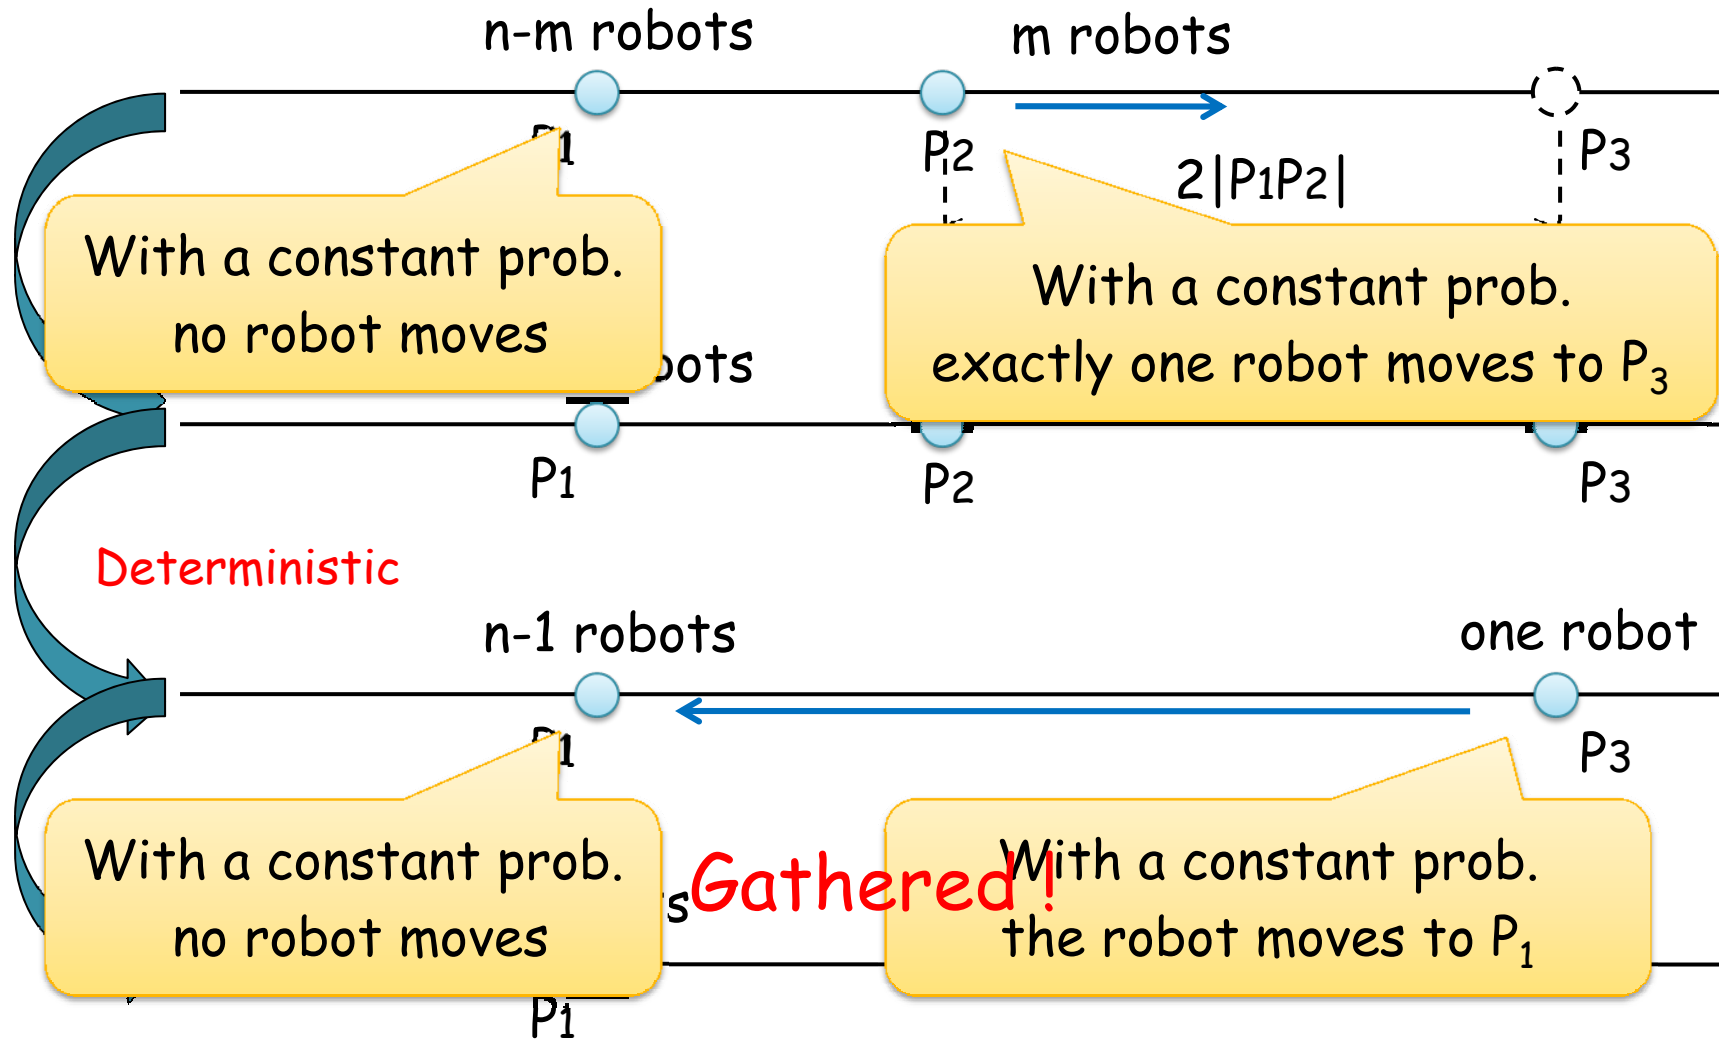 n-m robots
m robots
P1
P2
P3
2|P1P2|
With a constant prob.
no robot moves
With a constant prob.
exactly one robot moves to P3
P1
P2
P3
Deterministic
n-1 robots
one robot
P1
P3
With a constant prob.
no robot moves
Gathered !
With a constant prob.
the robot moves to P1
P1